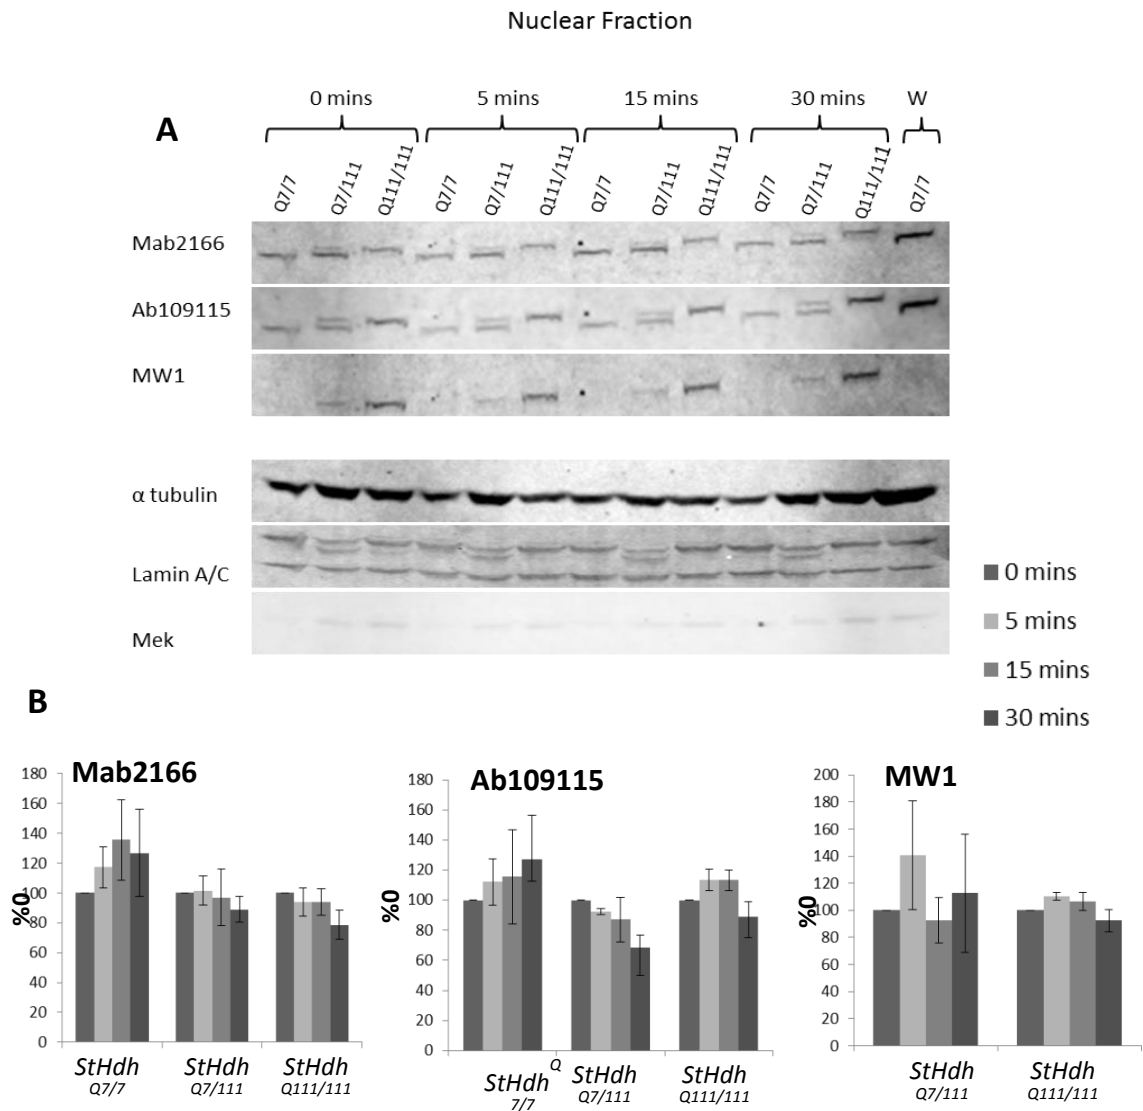 Nuclear Fraction
A
0 mins 5 mins 15 mins 30 mins W
Q7/7 Q7/111 Q111/111 Q7/7 Q7/111 Q111/111 Q7/7 Q7/111 Q111/111 Q7/7 Q7/111 Q111/111 Q7/7
Mab2166
Ab109115
MW1
α tubulin
Lamin A/C
Mek
0 mins
5 mins
15 mins
30 mins
B
Mab2166
%0
180
160
140
120
100
80
60
40
20
0
StHdh StHdh StHdh
Q7/7 Q7/111 Q111/111
Ab109115
%0
180
160
140
120
100
80
60
40
20
0
StHdh Q StHdh StHdh
7/7 Q7/111 Q111/111
MW1
%0
200
180
160
140
120
100
80
60
40
20
0
StHdh StHdh
Q7/111 Q111/111